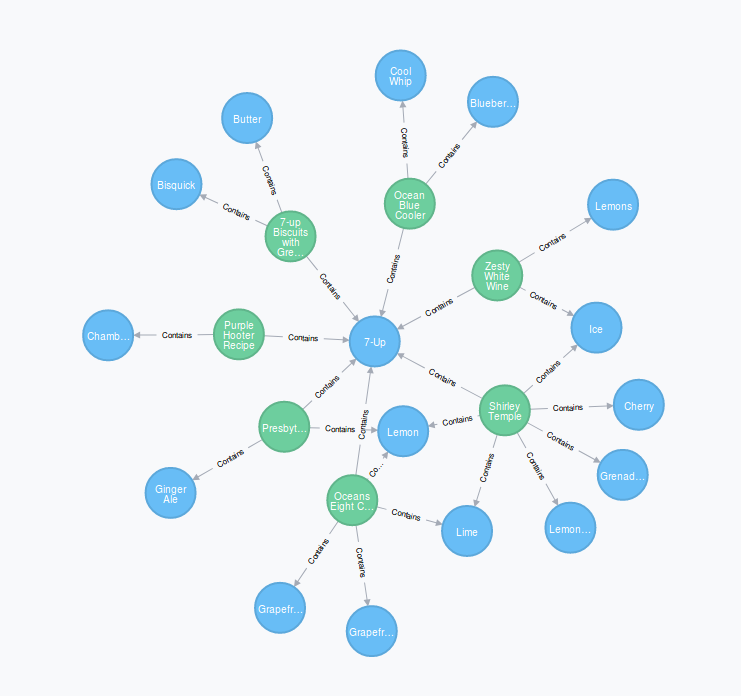 Cool
Whip
Blueber...
Butter
Contains
Contains
Contains
Bisquick
Contains
Ocean
Blue
Cooler
Lemons
7-up
Biscuits
with
Gre...
Contains
Contains
Contains
Zesty
White
Wine
Contains
Contains
Contains
Ice
Chamb...
Contains
Purple
Hooter
Recipe
Contains
7-Up
Contains
Contains
Contains
Shirley
Temple
Contains
Cherry
Presbyt...
Contains
Contains
Lemon
Contains
Contains
Contains
Co...
Contains
Contains
Grenad...
Ginger
Ale
Oceans
Eight C...
Contains
Lime
Lemon...
Contains
Contains
Grapefr...
Grapefr...